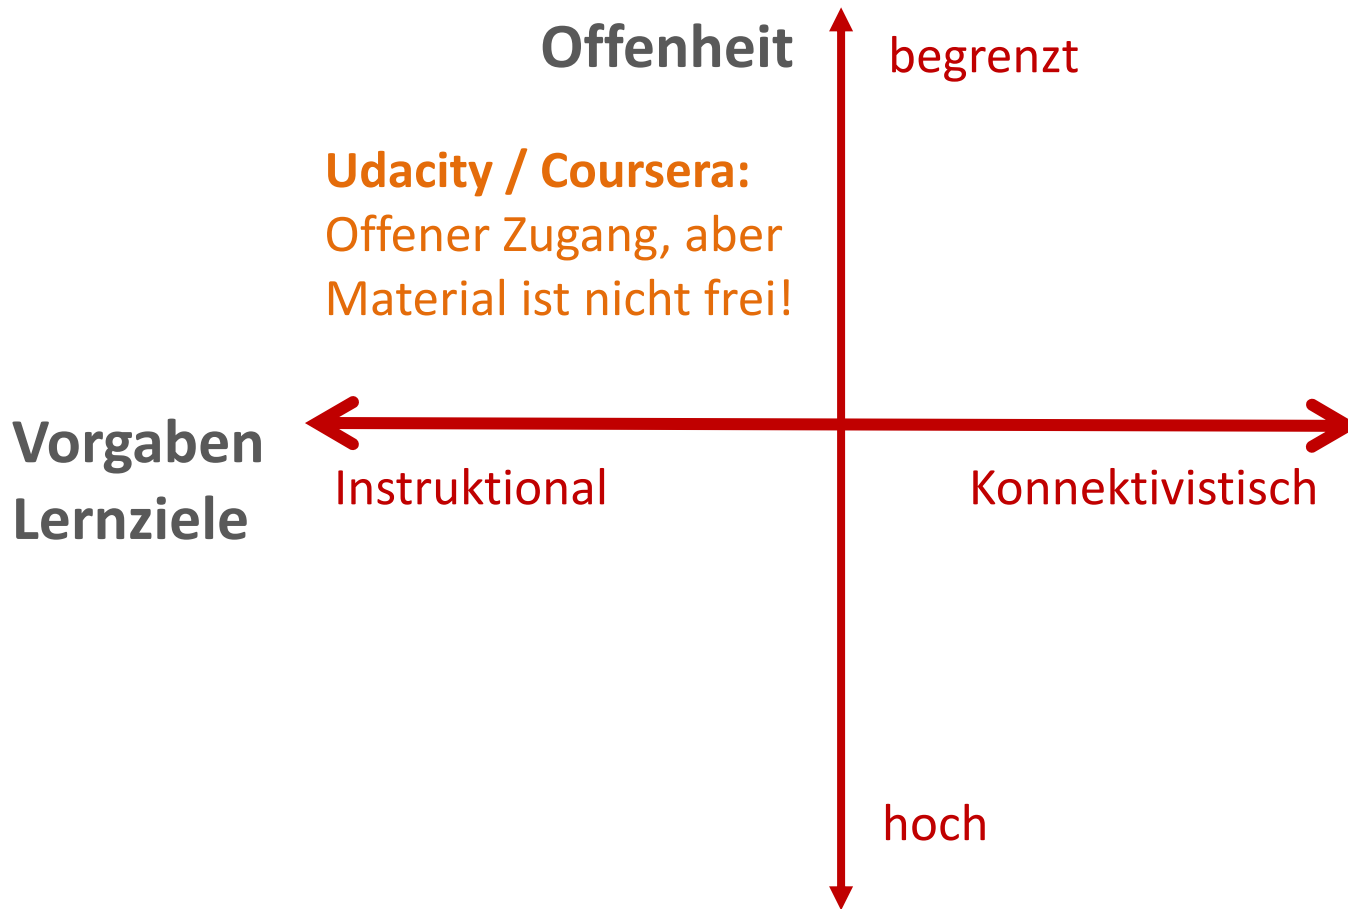 Offenheit
begrenzt
Udacity / Coursera:
Offener Zugang, aber
Material ist nicht frei!
Vorgaben
Lernziele
Instruktional
Konnektivistisch
hoch